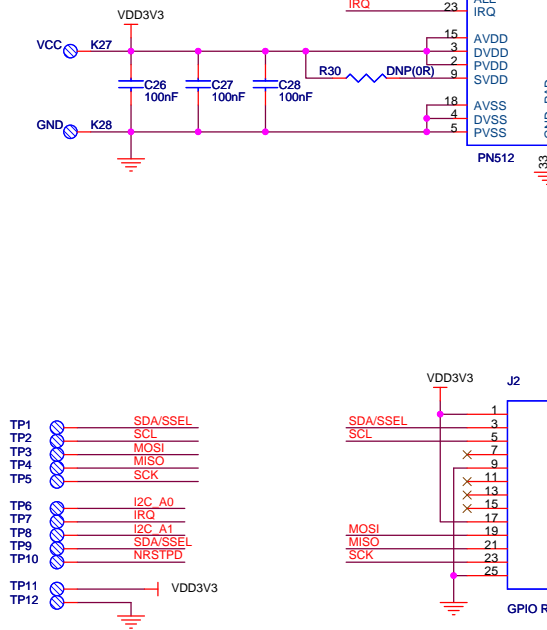 ALE
IRQ
23 IRQ
VDD3V3
15 AVDD
VCC K27
3 DVDD
2 PVDD
R30 DNP(0R) 9 SVDD
C26 C27 C28
100nF 100nF 100nF
18 AVSS
4 DVSS
GND K28
5 PVSS
PN512
33
VDD3V3 J2
1
TP1 SDA/SSEL SDA/SSEL 3
TP2 SCL SCL 5
TP3 MOSI 7
TP4 MISO 9
TP5 SCK 11
13
TP6 I2C_A0 15
TP7 IRQ 17
TP8 I2C_A1 MOSI 19
TP9 SDA/SSEL MISO 21
TP10 NRSTPD SCK 23
25
TP11 VDD3V3
TP12
GPIO R